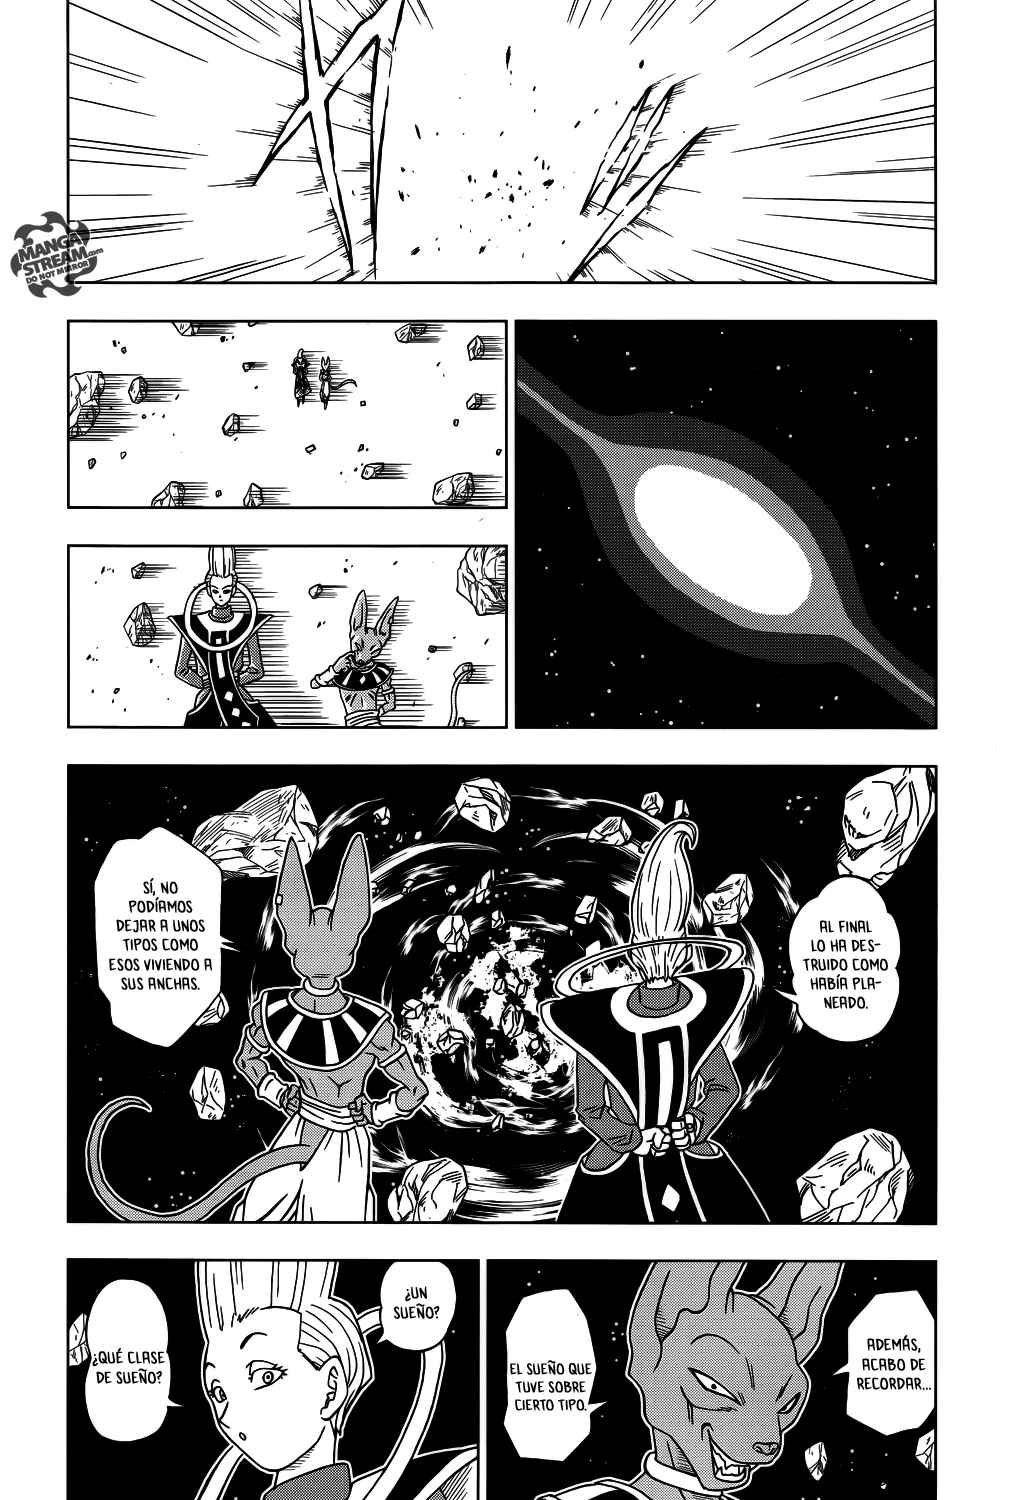 MANGA
STREAM.com
DO NOT MIRROR
AL FINAL
LO HA DES-
TRUIDO COMO
HABÍA PLA-
NEADO.
SÍ, NO
PODÍAMOS
DEJAR A UNOS
TIPOS COMO
ESOS VIVIENDO A
SUS ANCHAS.
ADEMÁS,
ACABO DE
RECORDAR...
EL SUEÑO QUE
TUVE SOBRE
CIERTO TIPO.
¿UN
SUEÑO?
¿QUÉ CLASE
DE SUEÑO?